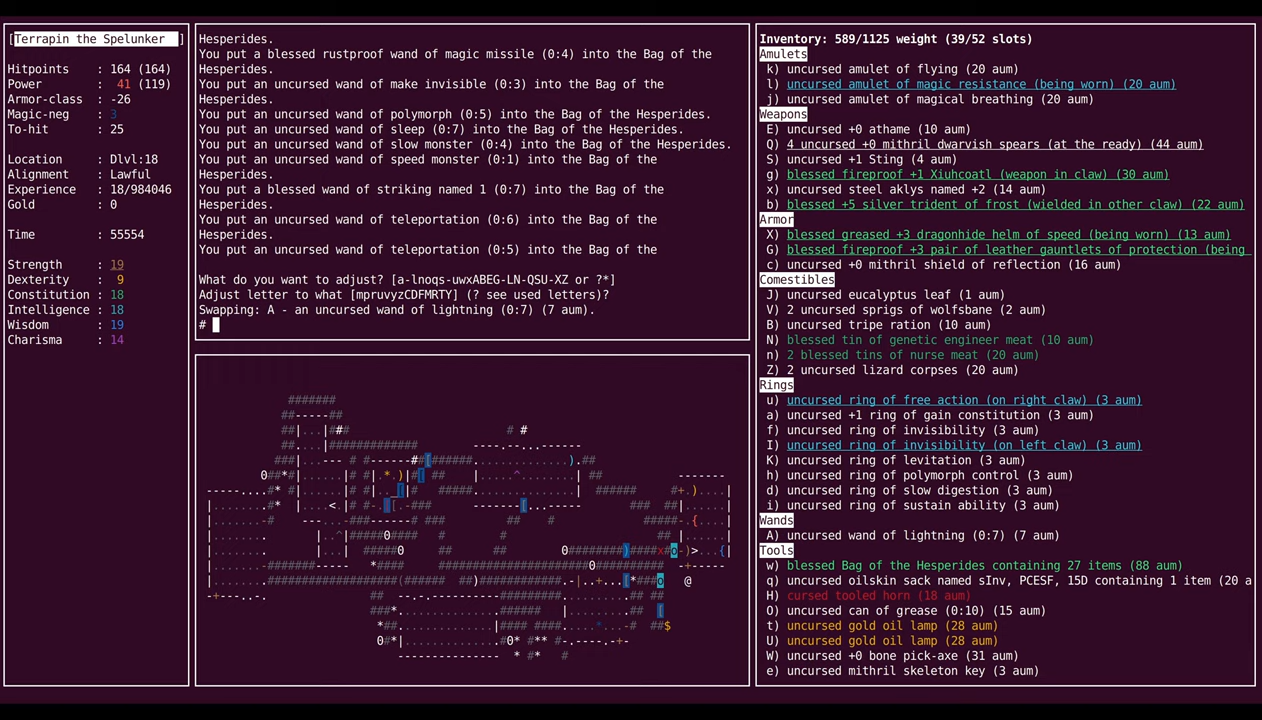 [Terrapin the Spelunker ]
Hitpoints : 164 (164)
Power : 41 (119)
Armor-class : -26
Magic-neg : 3
To-hit : 25
Location : Dlvl:18
Alignment : Lawful
Experience : 18/984046
Gold : 0
Time : 55554
Strength : 19
Dexterity : 9
Constitution : 18
Intelligence : 18
Wisdom : 19
Charisma : 14
Hesperides.
You put a blessed rustproof wand of magic missile (0:4) into the Bag of the
Hesperides.
You put an uncursed wand of make invisible (0:3) into the Bag of the
Hesperides.
You put an uncursed wand of polymorph (0:5) into the Bag of the Hesperides.
You put an uncursed wand of sleep (0:7) into the Bag of the Hesperides.
You put an uncursed wand of slow monster (0:4) into the Bag of the Hesperides.
You put an uncursed wand of speed monster (0:1) into the Bag of the
Hesperides.
You put a blessed wand of striking named 1 (0:7) into the Bag of the
Hesperides.
You put an uncursed wand of teleportation (0:6) into the Bag of the
Hesperides.
You put an uncursed wand of teleportation (0:5) into the Bag of the
What do you want to adjust? [a-lnoqs-uwxABEG-LN-QSU-XZ or ?*]
Adjust letter to what [mpruvyzCDFMRTY] (? see used letters)?
Swapping: A - an uncursed wand of lightning (0:7) (7 aum).
#
Inventory: 589/1125 weight (39/52 slots)
Amulets
k) uncursed amulet of flying (20 aum)
l) uncursed amulet of magic resistance (being worn) (20 aum)
j) uncursed amulet of magical breathing (20 aum)
Weapons
E) uncursed +0 athame (10 aum)
Q) 4 uncursed +0 mithril dwarvish spears (at the ready) (44 aum)
S) uncursed +1 Sting (4 aum)
g) blessed fireproof +1 Xiuhcoatl (weapon in claw) (30 aum)
x) uncursed steel aklys named +2 (14 aum)
b) blessed +5 silver trident of frost (wielded in other claw) (22 aum)
Armor
X) blessed greased +3 dragonhide helm of speed (being worn) (13 aum)
G) blessed fireproof +3 pair of leather gauntlets of protection (being
c) uncursed +0 mithril shield of reflection (16 aum)
Comestibles
J) uncursed eucalyptus leaf (1 aum)
V) 2 uncursed sprigs of wolfsbane (2 aum)
B) uncursed tripe ration (10 aum)
N) blessed tin of genetic engineer meat (10 aum)
n) 2 blessed tins of nurse meat (20 aum)
Z) 2 uncursed lizard corpses (20 aum)
Rings
u) uncursed ring of free action (on right claw) (3 aum)
a) uncursed +1 ring of gain constitution (3 aum)
f) uncursed ring of invisibility (3 aum)
I) uncursed ring of invisibility (on left claw) (3 aum)
K) uncursed ring of levitation (3 aum)
h) uncursed ring of polymorph control (3 aum)
d) uncursed ring of slow digestion (3 aum)
i) uncursed ring of sustain ability (3 aum)
Wands
A) uncursed wand of lightning (0:7) (7 aum)
Tools
w) blessed Bag of the Hesperides containing 27 items (88 aum)
q) uncursed oilskin sack named sInv, PCESF, 15D containing 1 item (20 a
H) cursed tooled horn (18 aum)
O) uncursed can of grease (0:10) (15 aum)
t) uncursed gold oil lamp (28 aum)
U) uncursed gold oil lamp (28 aum)
W) uncursed +0 bone pick-axe (31 aum)
e) uncursed mithril skeleton key (3 aum)